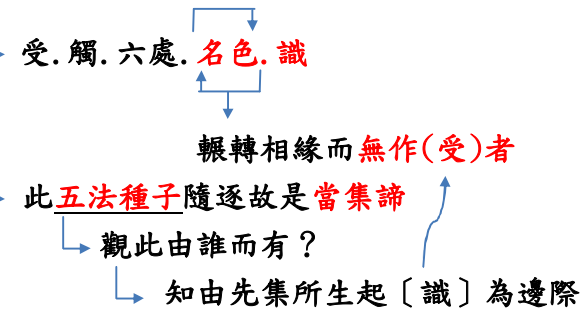 受.觸.六處.名色.識
輾轉相緣而無作(受)者
此五法種子隨逐故是當集諦
觀此由誰而有？
知由先集所生起〔識〕為邊際